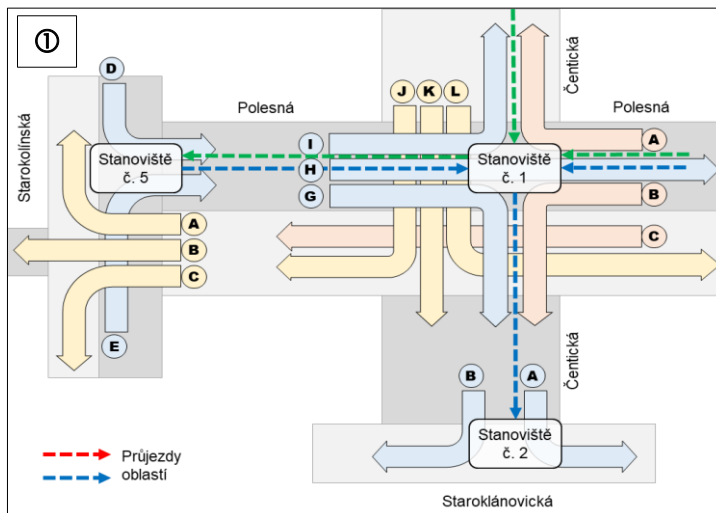 ①
D
J K L
Čentická
Polesná
Polesná
Starokolínská
I
A
Stanoviště
č. 5
H
Stanoviště
č. 1
G
B
A
B
C
C
E
Čentická
B A
Stanoviště
č. 2
Průjezdy
oblastí
Staroklánovická